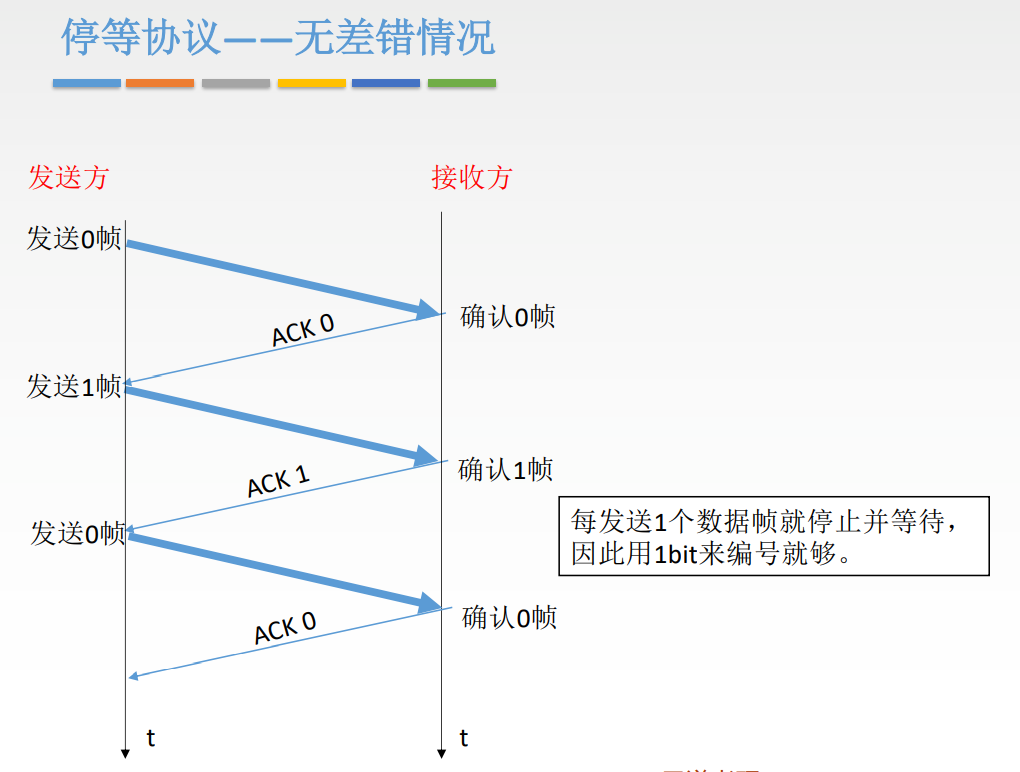 停等协议——无差错情况
发送方
接收方
发送0帧
确认0帧
ACK 0
发送1帧
确认1帧
ACK 1
每发送1个数据帧就停止并等待，
因此用1bit来编号就够。
发送0帧
确认0帧
ACK 0
t
t